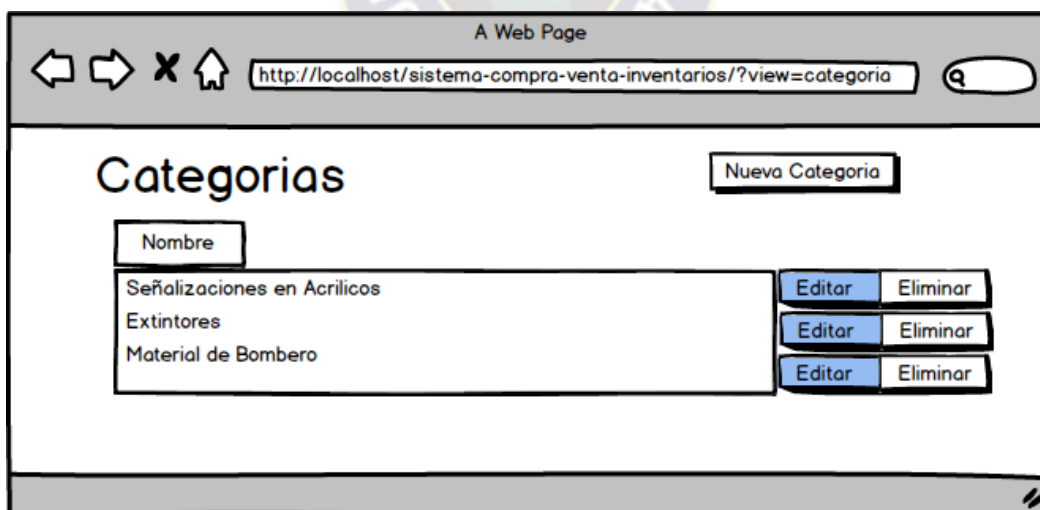 A Web Page
http://localhost/sistema-compra-venta-inventarios/?view=categoria
Categorias
Nueva Categoria
Nombre
Señalizaciones en Acrilicos
Editar
Eliminar
Extintores
Editar
Eliminar
Material de Bombero
Editar
Eliminar